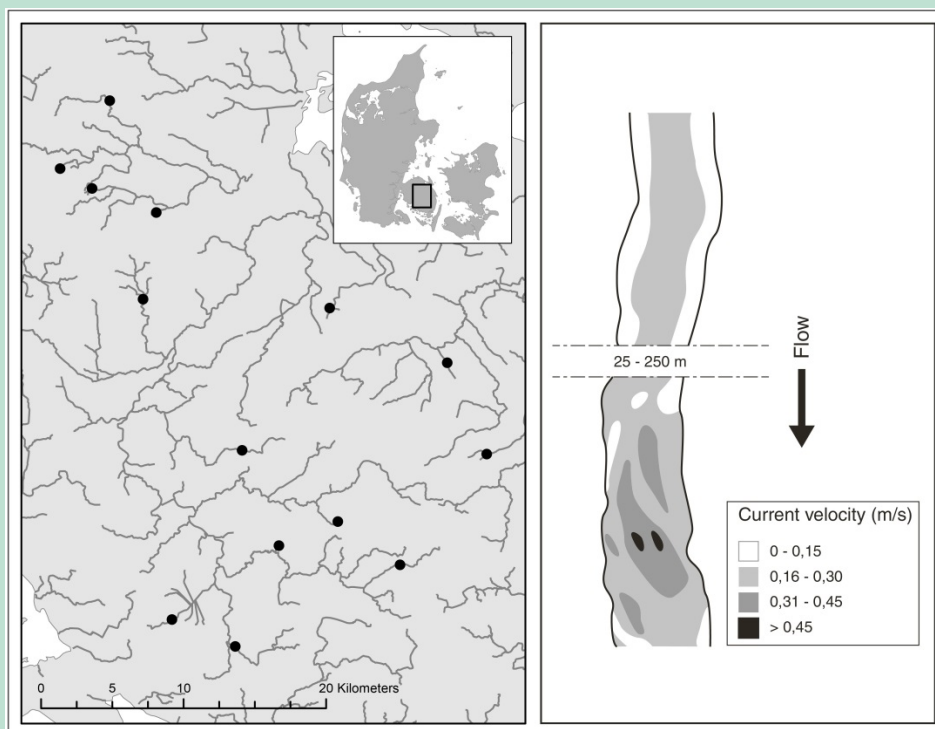 0 5 10 20 Kilometers
25 - 250 m
Flow
Current velocity (m/s)
0 - 0,15
0,16 - 0,30
0,31 - 0,45
> 0,45